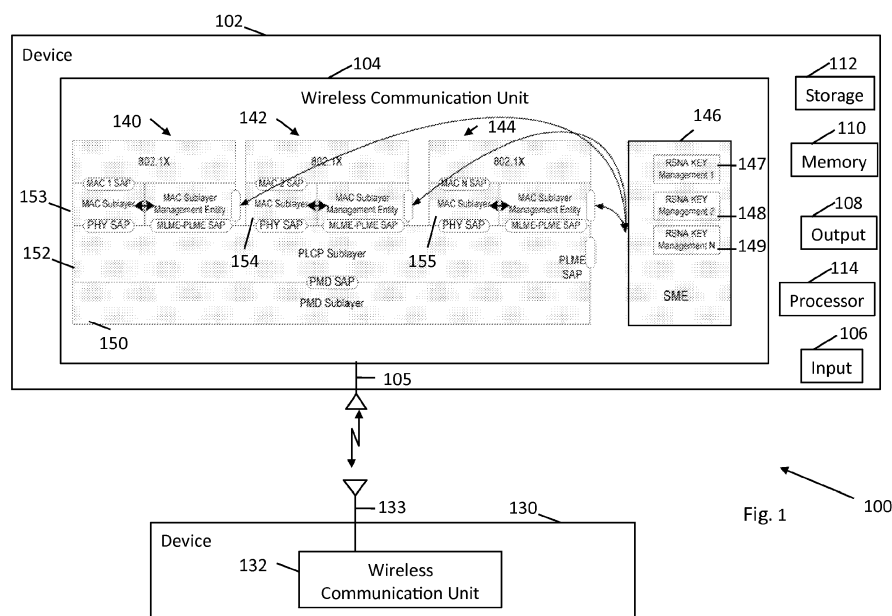 102
Device
104
112
Storage
Wireless Communication Unit
140
142
144
146
110
Memory
802.1X
802.1X
802.1X
RSNA KEY
Management 1
147
MAC 1 SAP
MAC 2 SAP
MAC N SAP
153
MAC Sublayer
MAC Sublayer
Management Entity
MAC Sublayer
MAC Sublayer
Management Entity
MAC Sublayer
MAC Sublayer
Management Entity
RSNA KEY
Management 2
148
108
Output
PHY SAP
MLME-PLME SAP
PHY SAP
MLME-PLME SAP
PHY SAP
MLME-PLME SAP
RSNA KEY
Management N
149
152
154
155
PLCP Sublayer
PLME
SAP
114
Processor
PMD SAP
PMD Sublayer
SME
150
106
Input
105
133
130
Fig. 1
100
Device
132
Wireless
Communication Unit